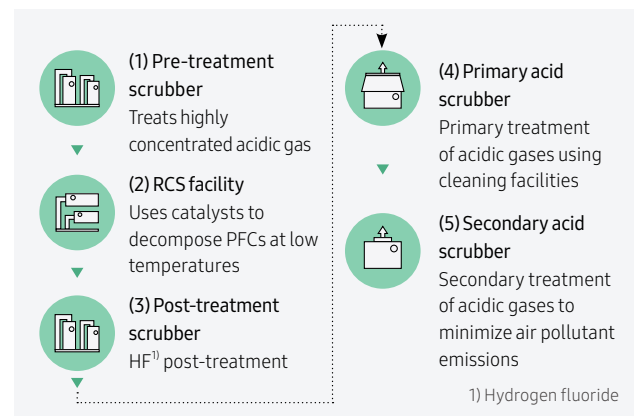 (1) Pre-treatment
scrubber
Treats highly
concentrated acidic gas
(2) RCS facility
Uses catalysts to
decompose PFCs at low
temperatures
(3) Post-treatment
scrubber
HF¹⁾ post-treatment
(4) Primary acid
scrubber
Primary treatment
of acidic gases using
cleaning facilities
(5) Secondary acid
scrubber
Secondary treatment
of acidic gases to
minimize air pollutant
emissions
1) Hydrogen fluoride